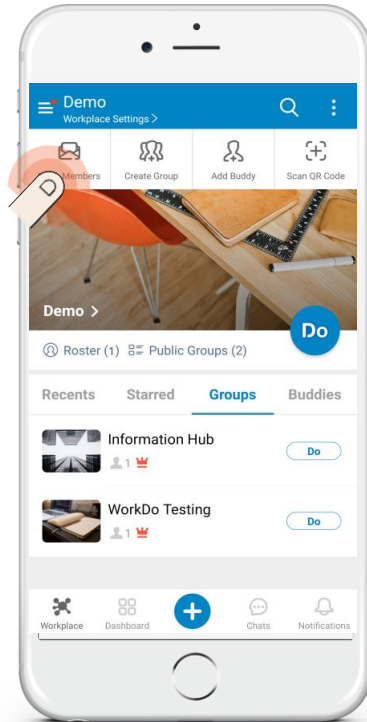 Demo
Workplace Settings >
Members
Create Group
Add Buddy
Scan QR Code
Demo >
Do
Roster (1)
Public Groups (2)
Recents
Starred
Groups
Buddies
Information Hub
1
Do
WorkDo Testing
1
Do
Workplace
Dashboard
Chats
Notifications